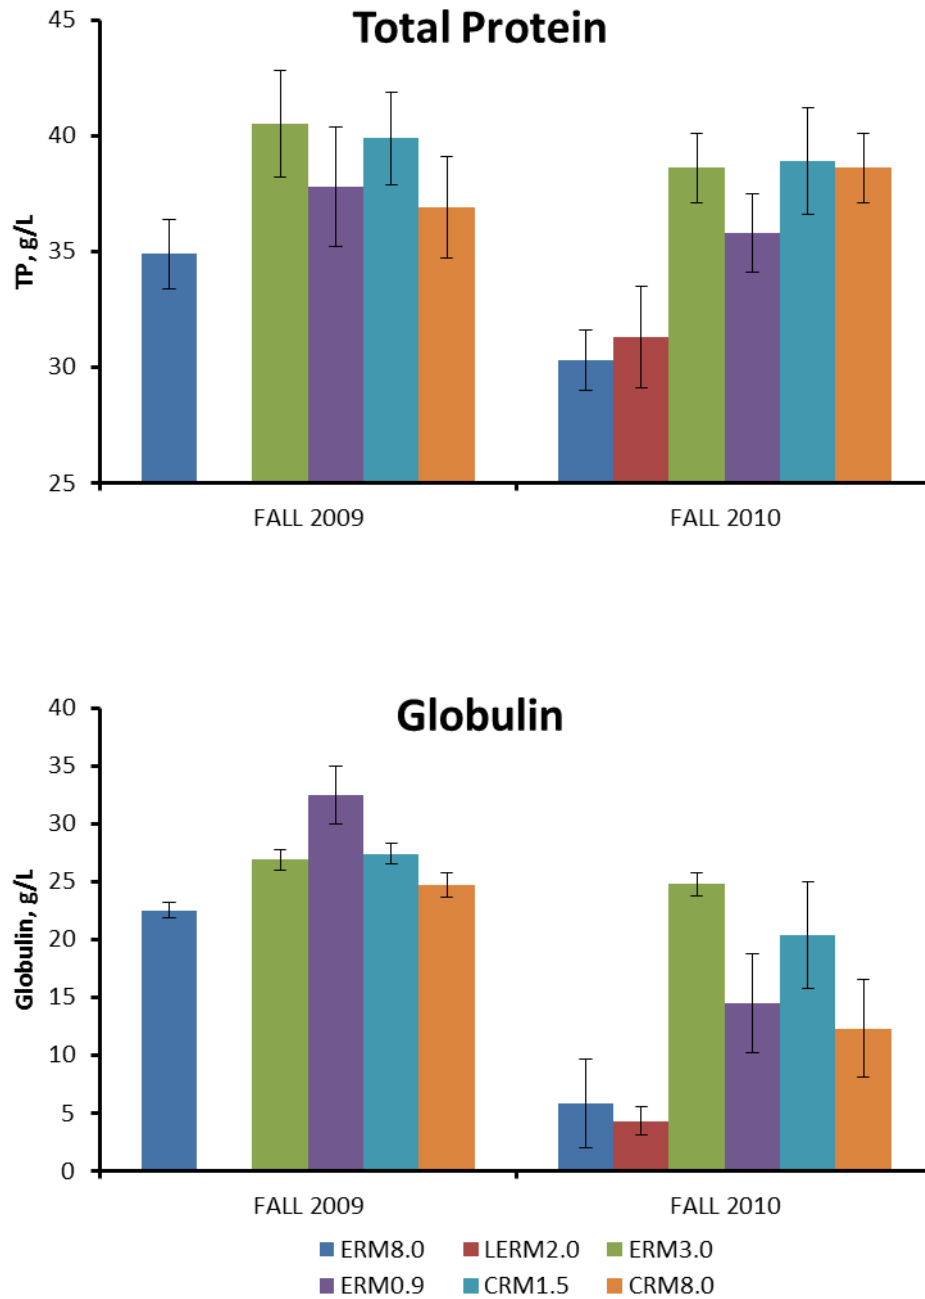 Total Protein
45
40
35
30
25
TP, g/L
FALL 2009 FALL 2010
Globulin
40
35
30
25
20
15
10
5
0
Globulin, g/L
FALL 2009 FALL 2010
ERM8.0 LERM2.0 ERM3.0
ERM0.9 CRM1.5 CRM8.0